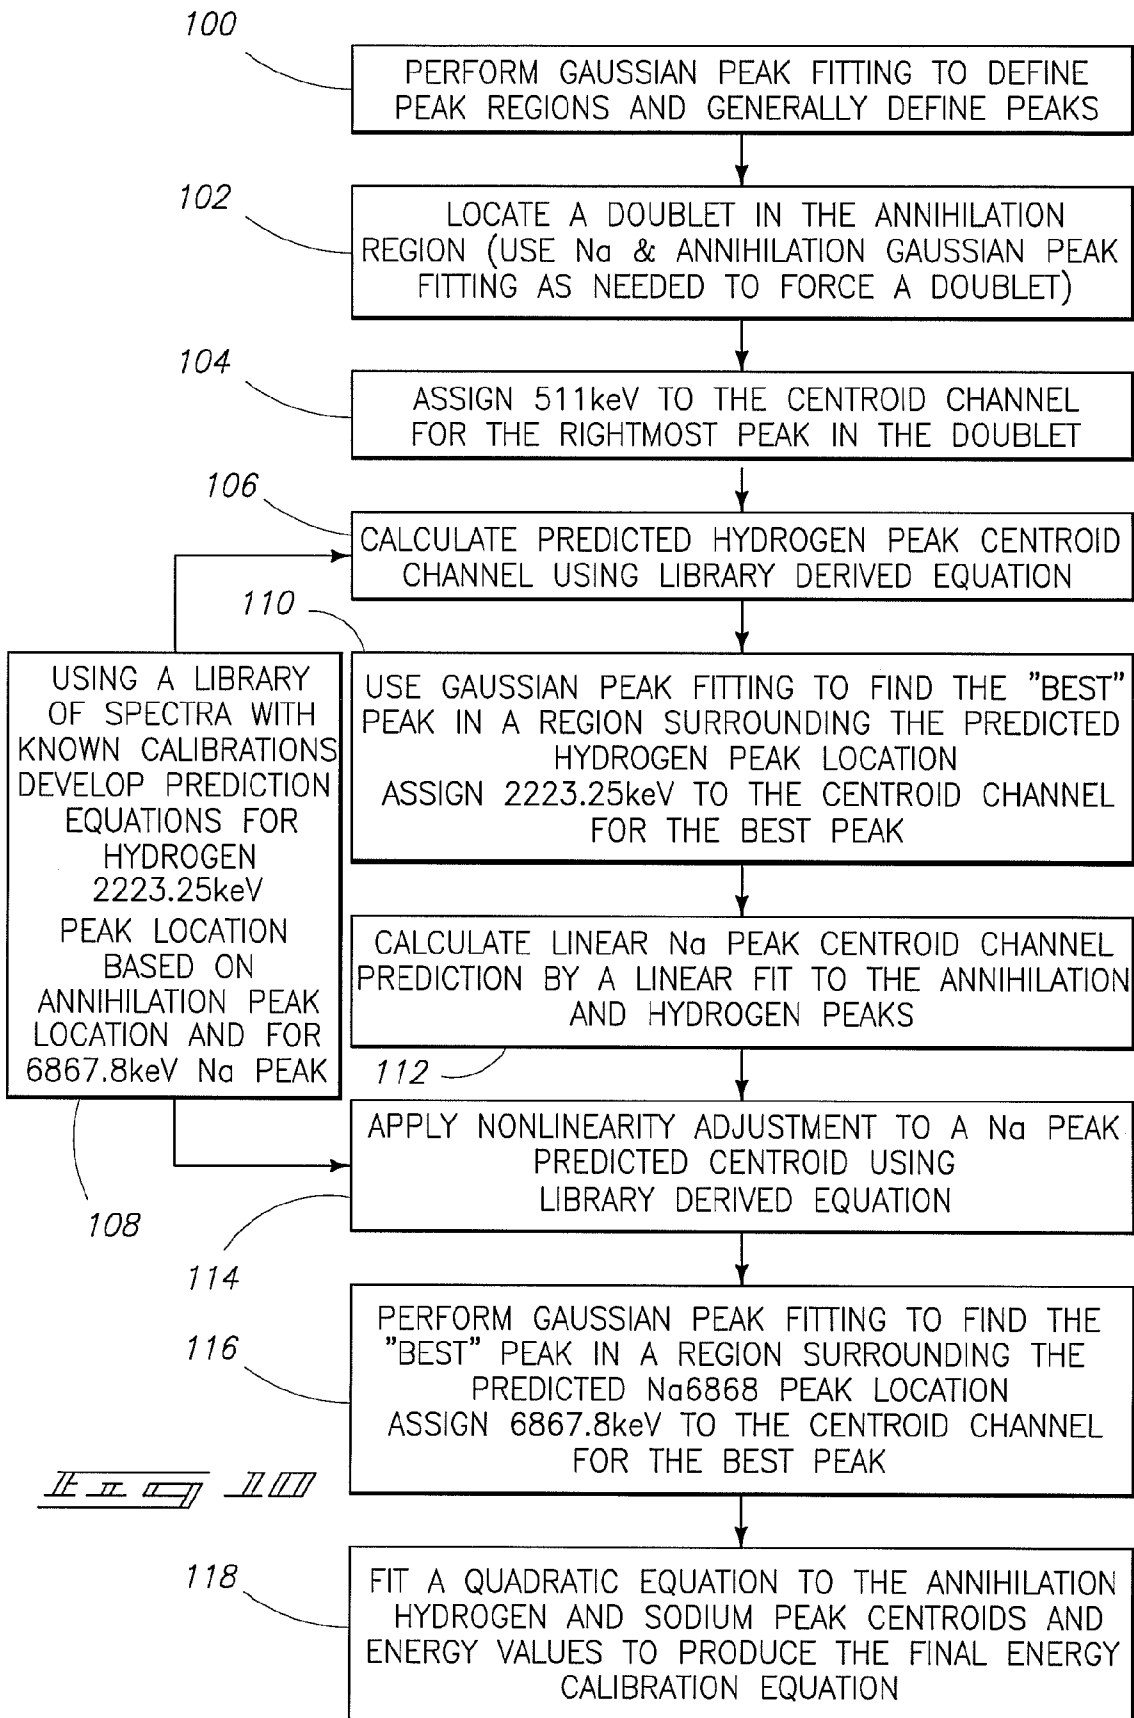 100
PERFORM GAUSSIAN PEAK FITTING TO DEFINE
PEAK REGIONS AND GENERALLY DEFINE PEAKS
102
LOCATE A DOUBLET IN THE ANNIHILATION
REGION (USE Na & ANNIHILATION GAUSSIAN PEAK
FITTING AS NEEDED TO FORCE A DOUBLET)
104
ASSIGN 511keV TO THE CENTROID CHANNEL
FOR THE RIGHTMOST PEAK IN THE DOUBLET
106
CALCULATE PREDICTED HYDROGEN PEAK CENTROID
CHANNEL USING LIBRARY DERIVED EQUATION
110
USING A LIBRARY
OF SPECTRA WITH
KNOWN CALIBRATIONS
DEVELOP PREDICTION
EQUATIONS FOR
HYDROGEN
2223.25keV
PEAK LOCATION
BASED ON
ANNIHILATION PEAK
LOCATION AND FOR
6867.8keV Na PEAK
108
USE GAUSSIAN PEAK FITTING TO FIND THE "BEST"
PEAK IN A REGION SURROUNDING THE PREDICTED
HYDROGEN PEAK LOCATION
ASSIGN 2223.25keV TO THE CENTROID CHANNEL
FOR THE BEST PEAK
CALCULATE LINEAR Na PEAK CENTROID CHANNEL
PREDICTION BY A LINEAR FIT TO THE ANNIHILATION
AND HYDROGEN PEAKS
112
APPLY NONLINEARITY ADJUSTMENT TO A Na PEAK
PREDICTED CENTROID USING
LIBRARY DERIVED EQUATION
114
PERFORM GAUSSIAN PEAK FITTING TO FIND THE
"BEST" PEAK IN A REGION SURROUNDING THE
PREDICTED Na6868 PEAK LOCATION
ASSIGN 6867.8keV TO THE CENTROID CHANNEL
FOR THE BEST PEAK
116
Fig 10
118
FIT A QUADRATIC EQUATION TO THE ANNIHILATION
HYDROGEN AND SODIUM PEAK CENTROIDS AND
ENERGY VALUES TO PRODUCE THE FINAL ENERGY
CALIBRATION EQUATION